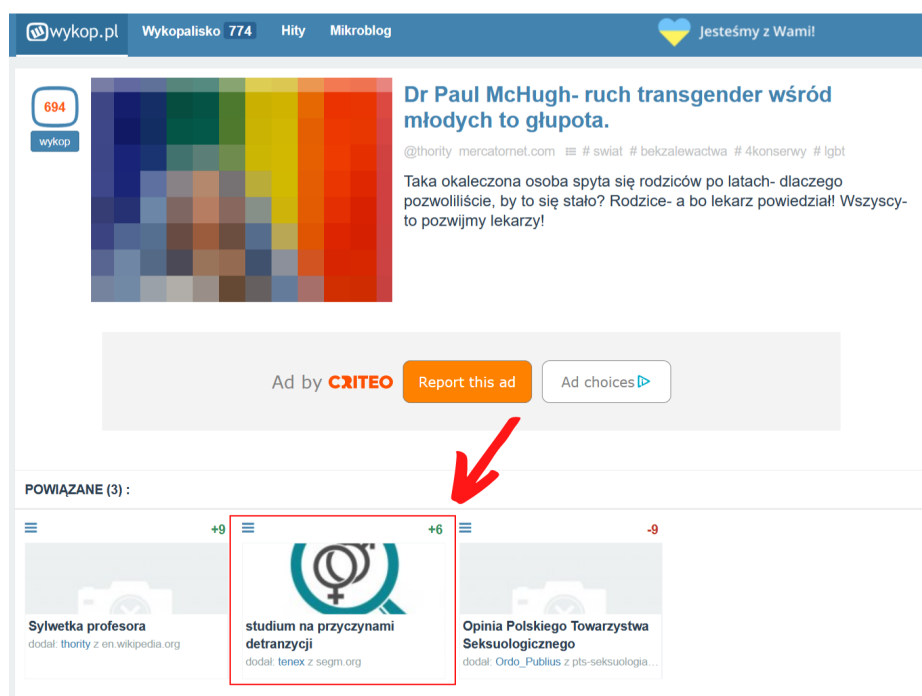 wykop.pl Wykopalisko 774 Hity Mikroblog Jesteśmy z Wami!
694
wykop
Dr Paul McHugh- ruch transgender wśród
młodych to głupota.
@thority mercatornet.com # swiat # bekzalewactwa # 4konserwy # lgbt
Taka okaleczona osoba spyta się rodziców po latach- dlaczego
pozwoliliście, by to się stało? Rodzice- a bo lekarz powiedział! Wszyscy-
to pozwijmy lekarzy!
Ad by CRITEO Report this ad Ad choices
POWIĄZANE (3) :
+9
Sylwetka profesora
dodał: thority z en.wikipedia.org
+6
studium na przyczynami
detranzycji
dodał: tenex z segm.org
-9
Opinia Polskiego Towarzystwa
Seksuologicznego
dodał: Ordo_Publius z pts-seksuologia...